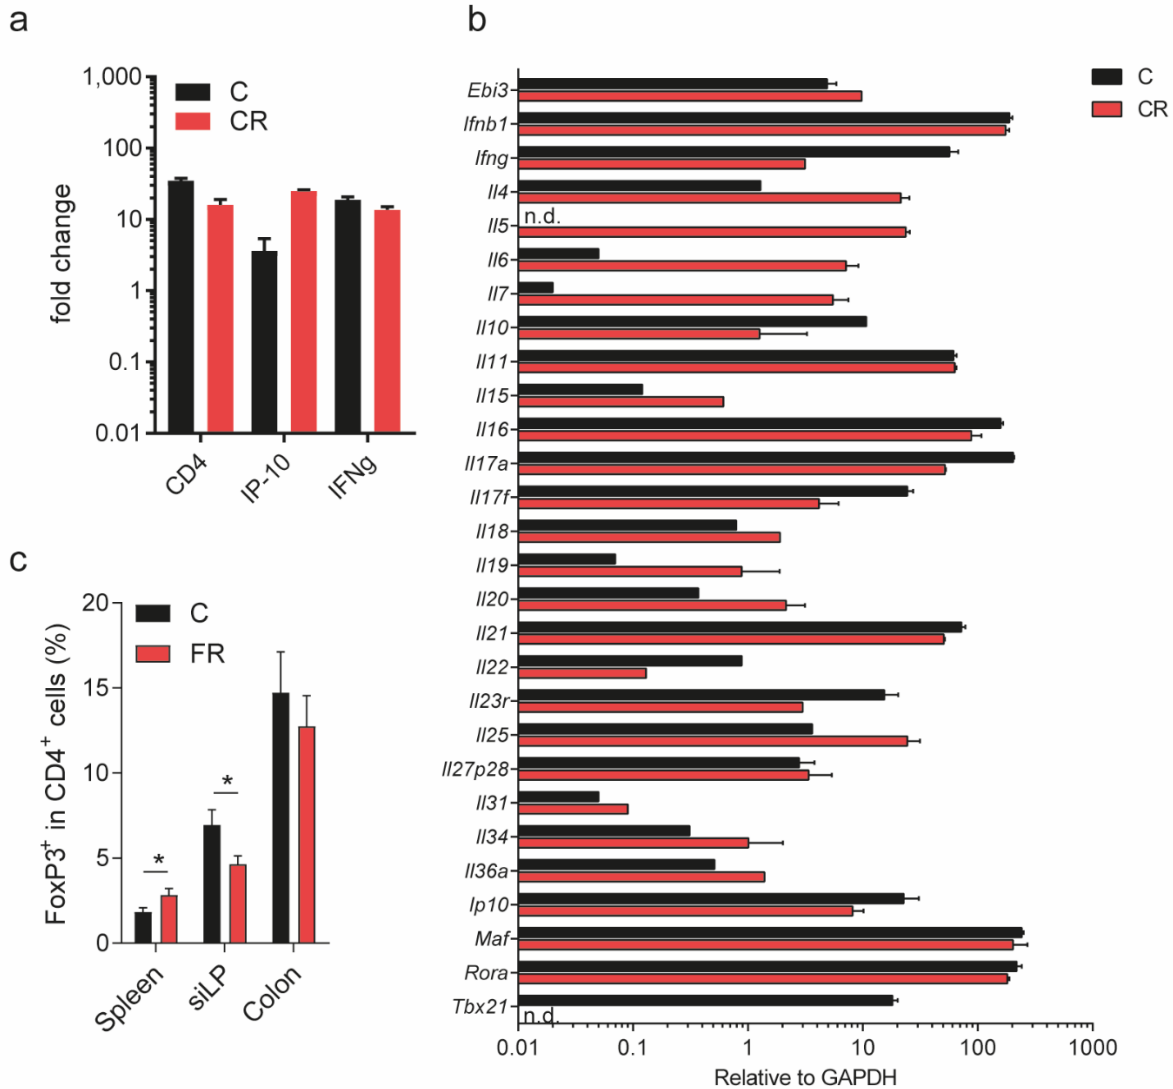 a
1,000
100
10
1
0.1
0.01
fold change
C
CR
CD4
IP-10
IFNg
b
C
CR
Ebi3
Ifnb1
Ifng
Il4
n.d.
Il5
Il6
Il7
Il10
Il11
Il15
Il16
Il17a
Il17f
Il18
Il19
Il20
Il21
Il22
Il23r
Il25
Il27p28
Il31
Il34
Il36a
Ip10
Maf
Rora
Tbx21
n.d.
0.01 0.1 1 10 100 1000
Relative to GAPDH
c
20
15
10
5
0
FoxP3⁺ in CD4⁺ cells (%)
C
FR
*
*
Spleen
siLP
Colon